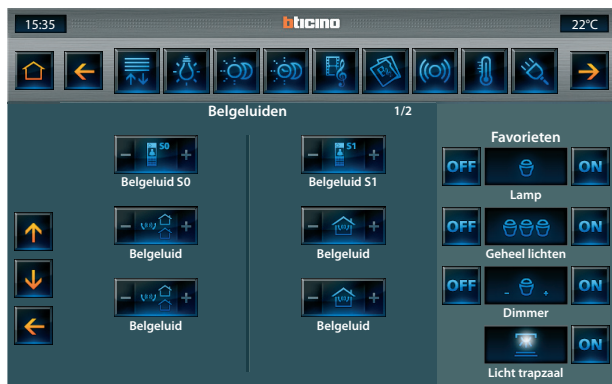 15:35 bticino 22°C
Belgeluiden 1/2
S0 S1
Belgeluid S0 Belgeluid S1
Belgeluid Belgeluid
Belgeluid Belgeluid
Favorieten
OFF ON
Lamp
OFF ON
Geheel lichten
OFF ON
Dimmer
ON
Licht trapzaal